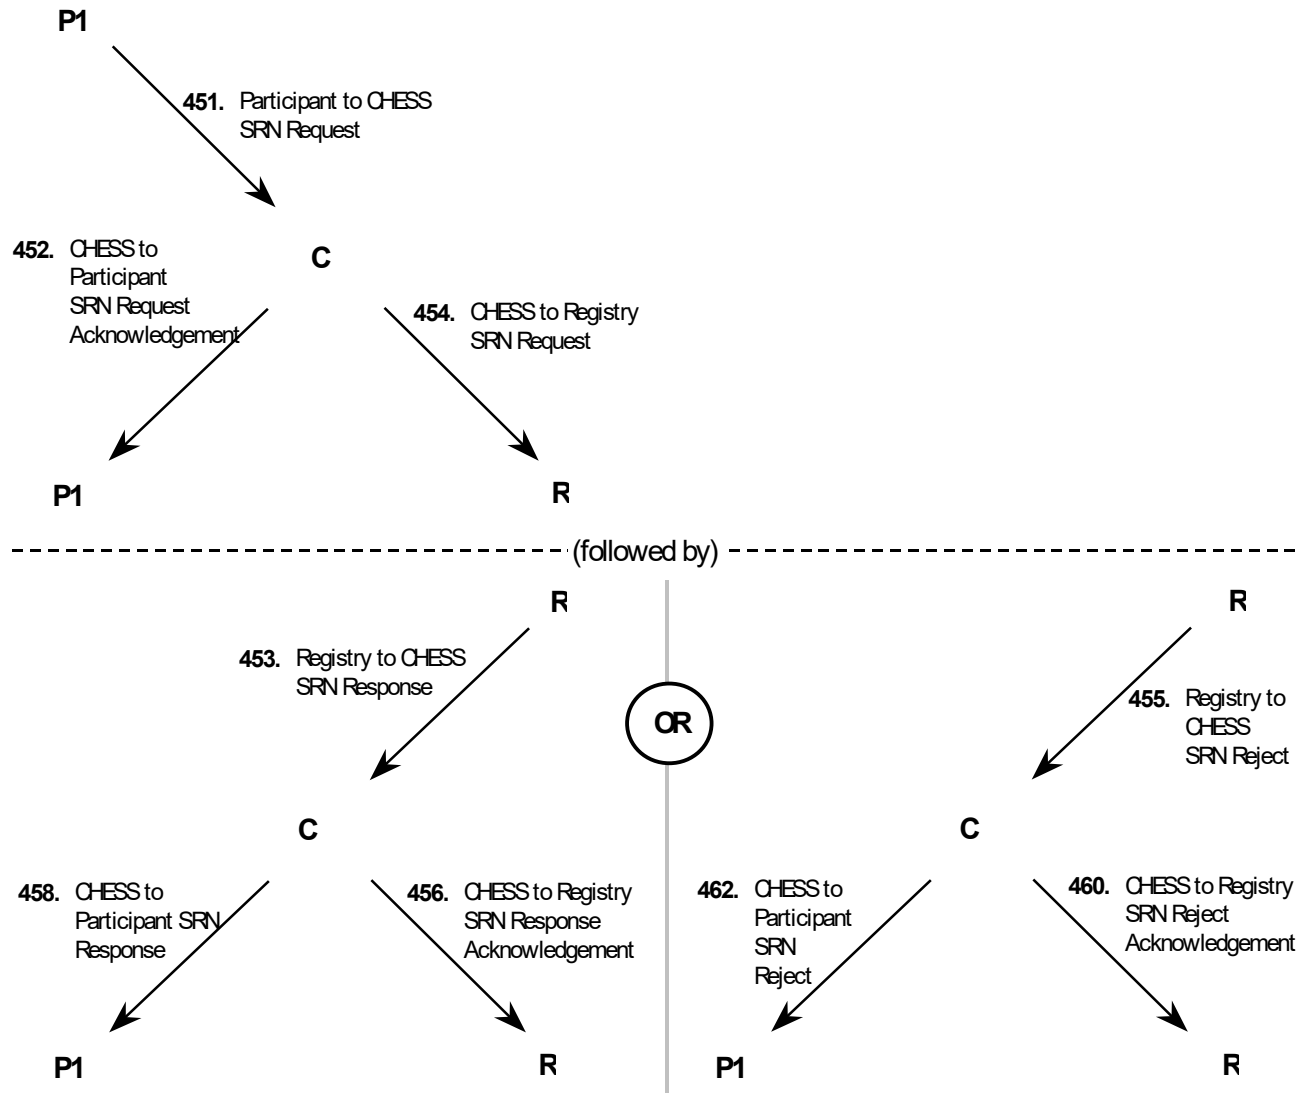 P1
451. Participant to CHESS
SRN Request
C
452. CHESS to
Participant
SRN Request
Acknowledgement
454. CHESS to Registry
SRN Request
P1
R
(followed by)
R
453. Registry to CHESS
SRN Response
C
458. CHESS to
Participant SRN
Response
456. CHESS to Registry
SRN Response
Acknowledgement
P1
R
OR
R
455. Registry to
CHESS
SRN Reject
C
462. CHESS to
Participant
SRN
Reject
460. CHESS to Registry
SRN Reject
Acknowledgement
P1
R